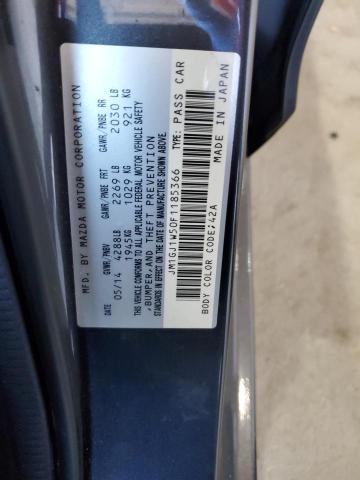 MFD. BY MAZDA MOTOR CORPORATION
DATE GVWR/PNBV GAWR/PNBE FRT GAWR/PNBE RR
05/14 4288LB 2269 LB 2030 LB
1945KG 1029 KG 921 KG
THIS VEHICLE CONFORMS TO ALL APPLICABLE FEDERAL MOTOR VEHICLE SAFETY
,BUMPER,AND THEFT PREVENTION
STANDARDS IN EFFECT ON THE DATE OF MANUFACTURE SHOWN ABOVE.
JM1GJ1W50F1185366 TYPE: PASS CAR
BODY COLOR CODE;42A MADE IN JAPAN